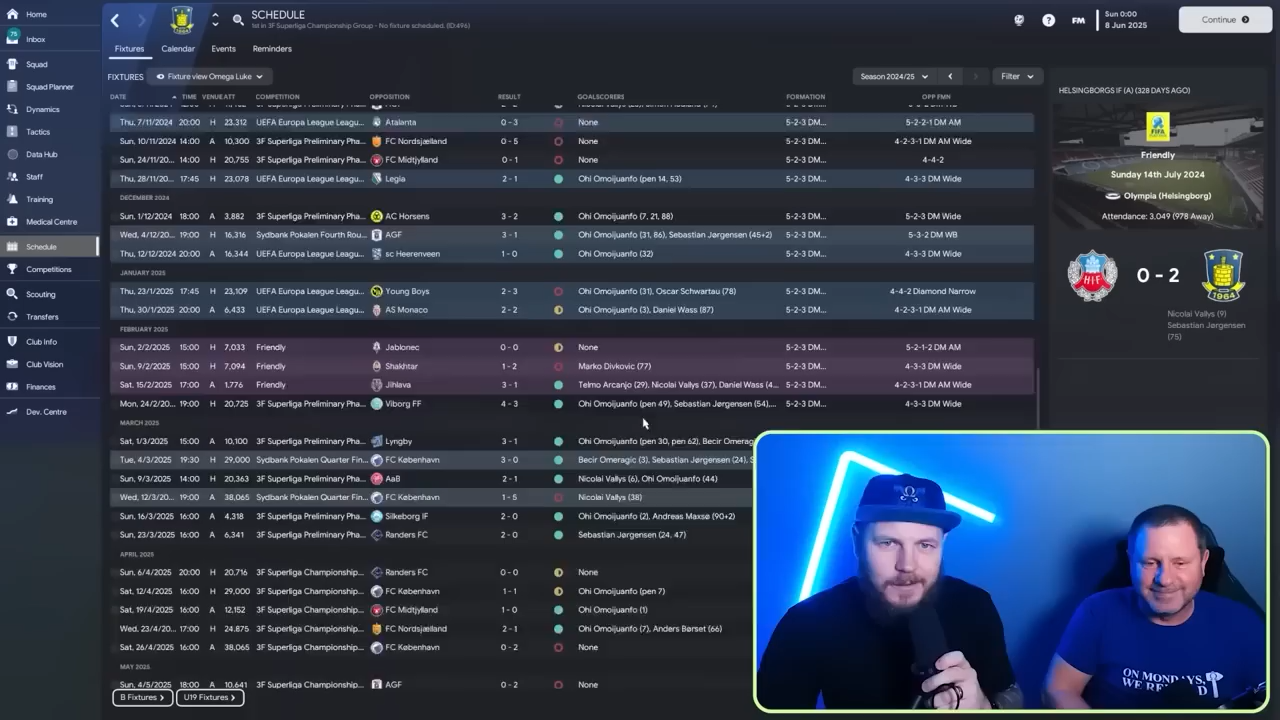 Home
75
Inbox
Squad
Squad Planner
Dynamics
Tactics
Data Hub
Staff
Training
Medical Centre
Schedule
Competitions
Scouting
Transfers
Club Info
Club Vision
Finances
Dev. Centre
SCHEDULE
1st in 3F Superliga Championship Group - No fixture scheduled. (ID:496)
FM
Sun 0:00
8 Jun 2025
Continue
Fixtures Calendar Events Reminders
FIXTURES Fixture view Omega Luke Season 2024/25 Filter
DATE TIME VENUE ATT COMPETITION OPPOSITION RESULT GOALSCORERS FORMATION OPP FMN
Thu, 7/11/2024 20:00 H 23,312 UEFA Europa League Leagu... Atalanta 0 - 3 None 5-2-3 DM... 5-2-2-1 DM AM
Sun, 10/11/2024 14:00 A 10,300 3F Superliga Preliminary Pha... FC Nordsjælland 0 - 5 None 5-2-3 DM... 4-2-3-1 DM AM Wide
Sun, 24/11/20... 14:00 H 20,755 3F Superliga Preliminary Pha... FC Midtjylland 0 - 1 None 5-2-3 DM... 4-4-2
Thu, 28/11/20... 17:45 H 23,078 UEFA Europa League Leagu... Legia 2 - 1 Ohi Omoijuanfo (pen 14, 53) 5-2-3 DM... 4-3-3 DM Wide
DECEMBER 2024
Sun, 1/12/2024 18:00 A 3,882 3F Superliga Preliminary Pha... AC Horsens 3 - 2 Ohi Omoijuanfo (7, 21, 88) 5-2-3 DM... 5-2-3 DM Wide
Wed, 4/12/20... 19:00 H 16,316 Sydbank Pokalen Fourth Rou... AGF 3 - 1 Ohi Omoijuanfo (31, 86), Sebastian Jørgensen (45+2) 5-2-3 DM... 5-3-2 DM WB
Thu, 12/12/2024 20:00 A 16,344 UEFA Europa League Leagu... sc Heerenveen 1 - 0 Ohi Omoijuanfo (32) 5-2-3 DM... 4-3-3 DM Wide
JANUARY 2025
Thu, 23/1/2025 17:45 H 23,109 UEFA Europa League Leagu... Young Boys 2 - 3 Ohi Omoijuanfo (31), Oscar Schwartau (78) 5-2-3 DM... 4-4-2 Diamond Narrow
Thu, 30/1/2025 20:00 A 6,433 UEFA Europa League Leagu... AS Monaco 2 - 2 Ohi Omoijuanfo (3), Daniel Wass (87) 5-2-3 DM... 4-2-3-1 DM AM Wide
FEBRUARY 2025
Sun, 2/2/2025 15:00 H 7,033 Friendly Jablonec 0 - 0 None 5-2-3 DM... 5-2-1-2 DM AM
Sun, 9/2/2025 15:00 H 7,094 Friendly Shakhtar 1 - 2 Marko Divkovic (77) 5-2-3 DM... 4-3-3 DM Wide
Sat, 15/2/2025 17:00 A 1,776 Friendly Jihlava 3 - 1 Telmo Arcanjo (29), Nicolai Vallys (37), Daniel Wass (4... 5-2-3 DM... 4-2-3-1 DM AM Wide
Mon, 24/2/20... 19:00 H 20,725 3F Superliga Preliminary Pha... Viborg FF 4 - 3 Ohi Omoijuanfo (pen 49), Sebastian Jørgensen (54),... 5-2-3 DM... 4-3-3 DM Wide
MARCH 2025
Sat, 1/3/2025 15:00 A 10,100 3F Superliga Preliminary Pha... Lyngby 3 - 1 Ohi Omoijuanfo (pen 30, pen 62), Becir Omerag
Tue, 4/3/2025 19:30 H 29,000 Sydbank Pokalen Quarter Fin... FC København 3 - 0 Becir Omeragic (3), Sebastian Jørgensen (24), S
Sun, 9/3/2025 14:00 H 20,363 3F Superliga Preliminary Pha... AaB 2 - 1 Nicolai Vallys (6), Ohi Omoijuanfo (44)
Wed, 12/3/20... 19:00 A 38,065 Sydbank Pokalen Quarter Fin... FC København 1 - 5 Nicolai Vallys (38)
Sun, 16/3/2025 16:00 A 4,318 3F Superliga Preliminary Pha... Silkeborg IF 2 - 0 Ohi Omoijuanfo (2), Andreas Maxsø (90+2)
Sun, 23/3/2025 16:00 A 6,341 3F Superliga Preliminary Pha... Randers FC 2 - 0 Sebastian Jørgensen (24, 47)
APRIL 2025
Sun, 6/4/2025 20:00 H 20,716 3F Superliga Championship... Randers FC 0 - 0 None
Sat, 12/4/2025 16:00 H 29,000 3F Superliga Championship... FC København 1 - 1 Ohi Omoijuanfo (pen 7)
Sat, 19/4/2025 16:00 A 12,152 3F Superliga Championship... FC Midtjylland 1 - 0 Ohi Omoijuanfo (1)
Wed, 23/4/20... 17:00 H 24,875 3F Superliga Championship... FC Nordsjælland 2 - 1 Ohi Omoijuanfo (7), Anders Børset (66)
Sat, 26/4/2025 16:00 A 38,065 3F Superliga Championship... FC København 0 - 2 None
MAY 2025
Sun, 4/5/2025 18:00 A 10,641 3F Superliga Championship... AGF 0 - 2 None
B Fixtures U19 Fixtures
HELSINGBORGS IF (A) (328 DAYS AGO)
Friendly
Sunday 14th July 2024
Olympia (Helsingborg)
Attendance: 3,049 (978 Away)
HIF
0 - 2
1964
Nicolai Vallys (9)
Sebastian Jørgensen
(75)
ON MONDAYS,
WE RE D